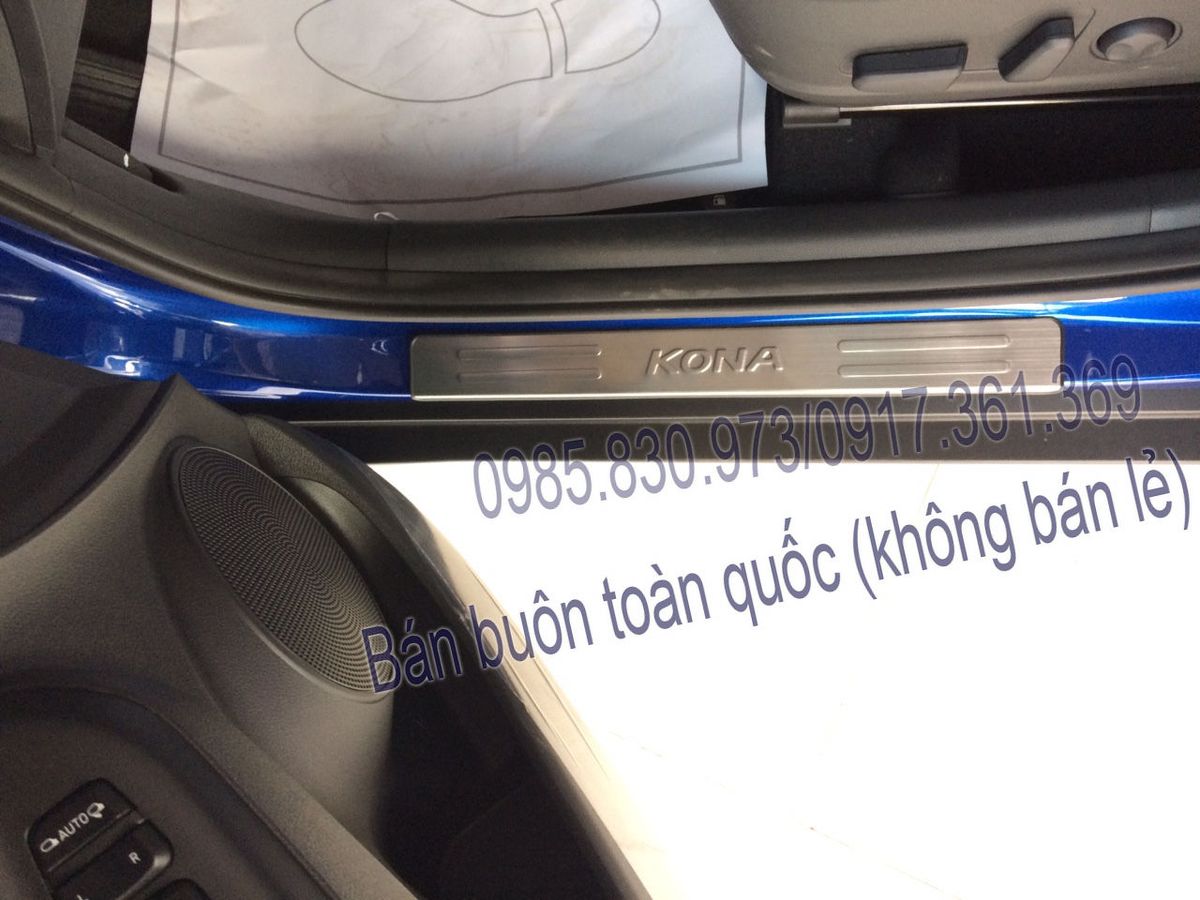 KONA
0985.830.973/0917.361.369
Bán buôn toàn quốc (không bán lẻ)
AUTO
R
L